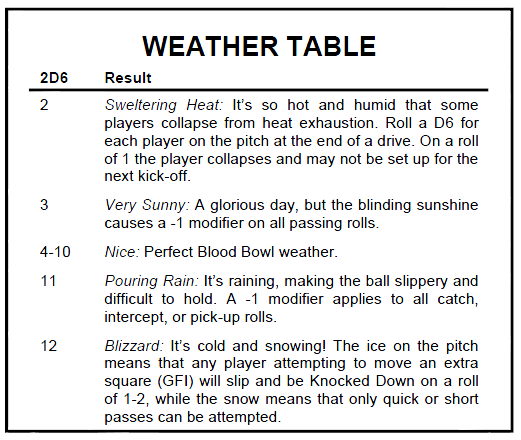 WEATHER TABLE
2D6 Result
2 Sweltering Heat: It's so hot and humid that some
players collapse from heat exhaustion. Roll a D6 for
each player on the pitch at the end of a drive. On a roll
of 1 the player collapses and may not be set up for the
next kick-off.
3 Very Sunny: A glorious day, but the blinding sunshine
causes a -1 modifier on all passing rolls.
4-10 Nice: Perfect Blood Bowl weather.
11 Pouring Rain: It's raining, making the ball slippery and
difficult to hold. A -1 modifier applies to all catch,
intercept, or pick-up rolls.
12 Blizzard: It's cold and snowing! The ice on the pitch
means that any player attempting to move an extra
square (GFI) will slip and be Knocked Down on a roll
of 1-2, while the snow means that only quick or short
passes can be attempted.